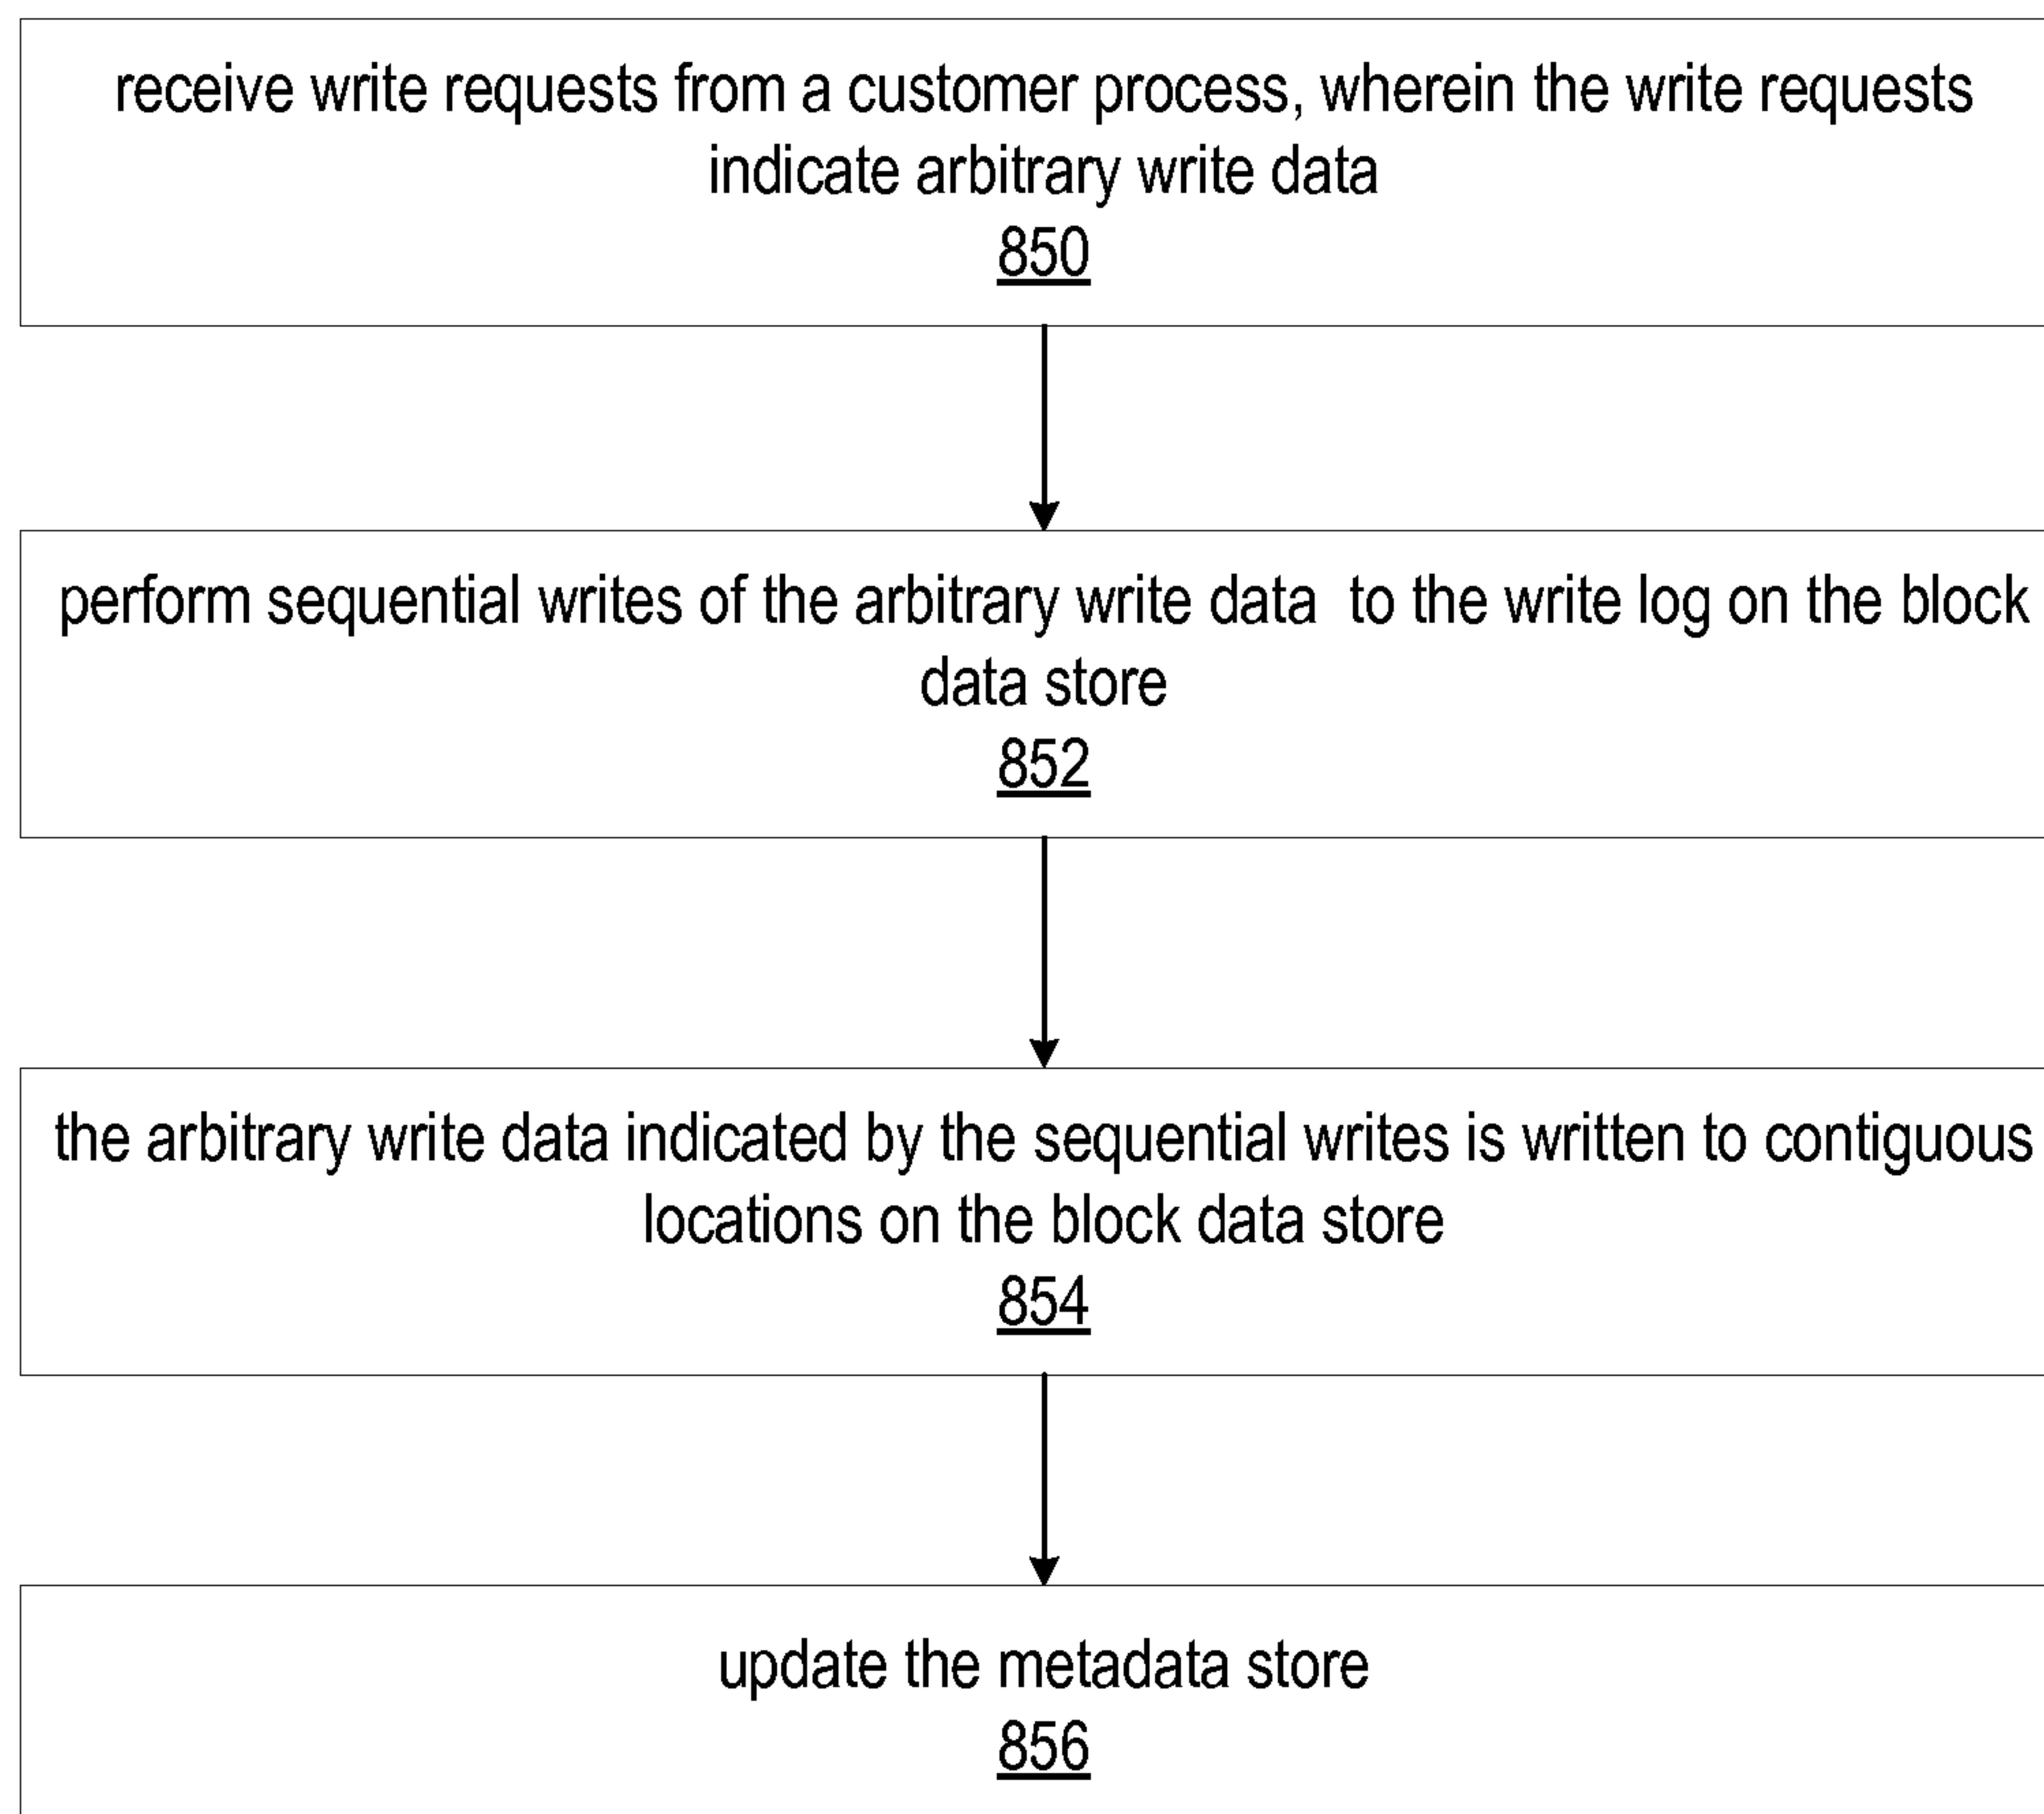 receive write requests from a customer process, wherein the write requests
indicate arbitrary write data
850
perform sequential writes of the arbitrary write data to the write log on the block
data store
852
the arbitrary write data indicated by the sequential writes is written to contiguous
locations on the block data store
854
update the metadata store
856